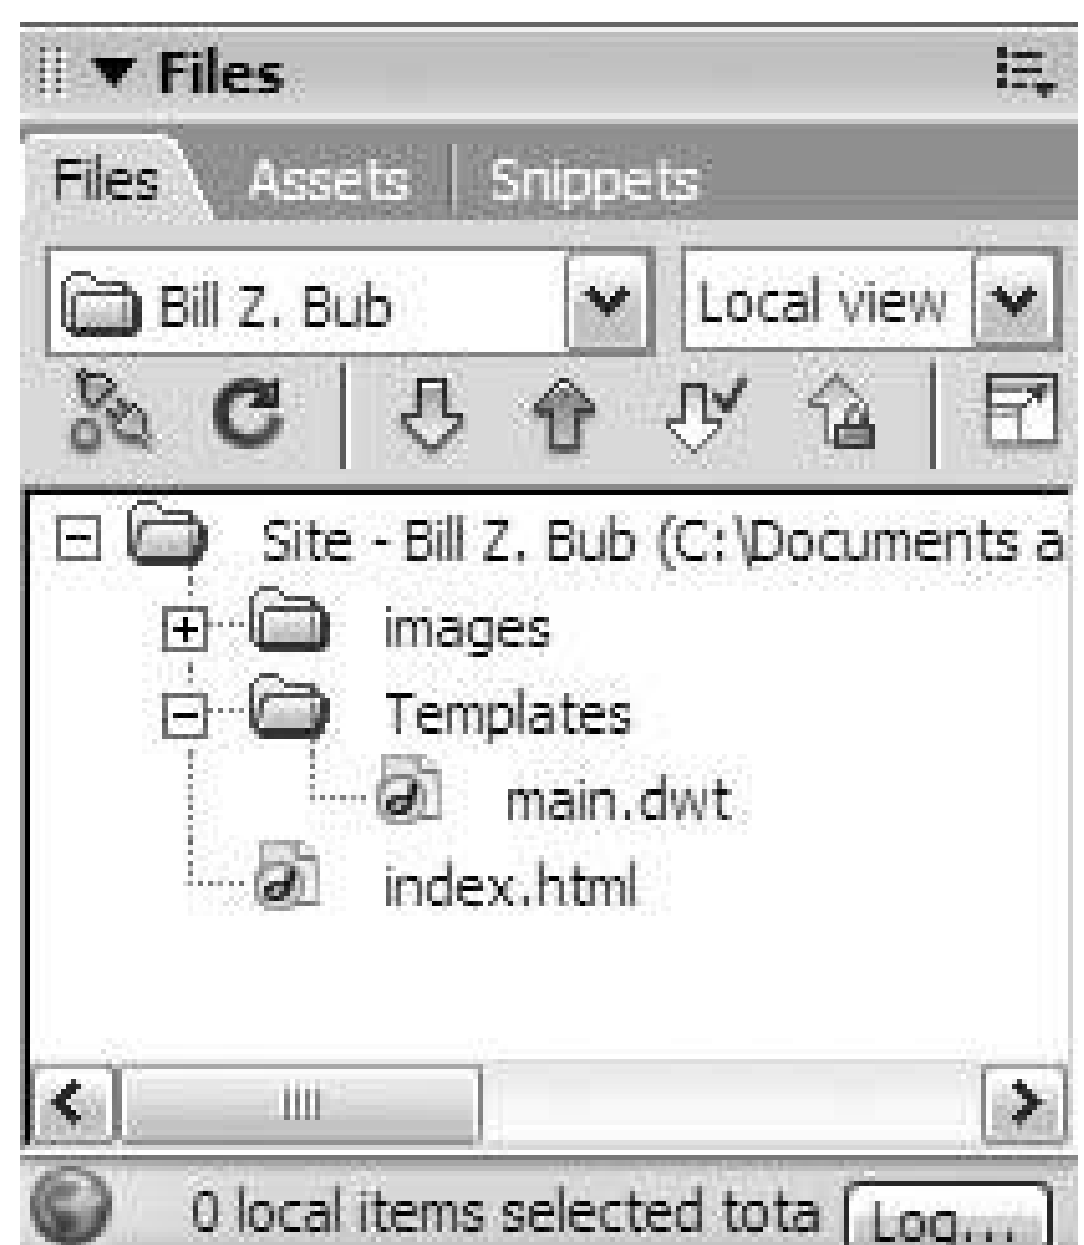 Files
Files Assets Snippets
Bill Z. Bub Local view
Site - Bill Z. Bub (C:\Documents a
images
Templates
main.dwt
index.html
0 local items selected tota Log...